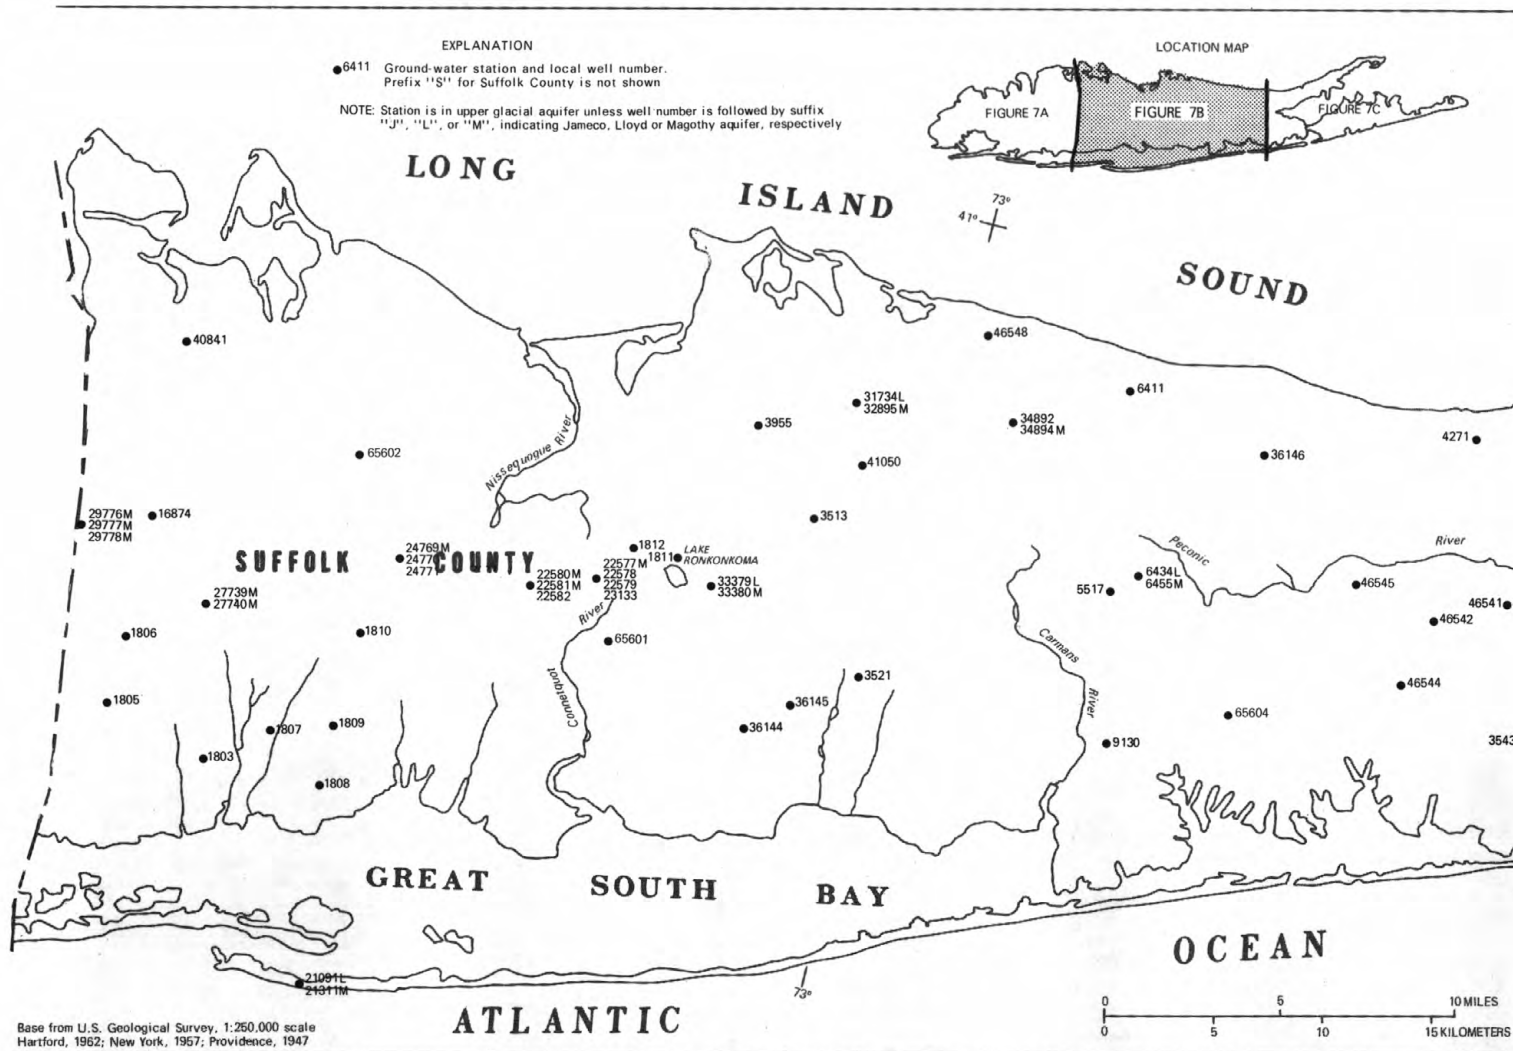 EXPLANATION
6411 Ground-water station and local well number.
Prefix "S" for Suffolk County is not shown
NOTE: Station is in upper glacial aquifer unless well number is followed by suffix
"J", "L", or "M", indicating Jameco, Lloyd or Magothy aquifer, respectively
LOCATION MAP
FIGURE 7A
FIGURE 7B
FIGURE 7C
LONG
ISLAND
SOUND
73°
41°
40841
46548
6411
31734L
32895M
3955
34892
34894M
4271
65602
41050
36146
Nissequogue River
29776M
29777M
29778M
16874
3513
SUFFOLK COUNTY
24769M
24771
1812
1811
LAKE
RONKONKOMA
22577M
22578
22579
23133
22580M
22581M
22582
33379L
33380M
Peconic
River
6434L
6455M
5517
46545
46541
46542
27739M
27740M
1806
1810
River
65601
Connetquot
Carmans
River
3521
46544
1805
36145
65604
1807
1809
36144
9130
3543
1803
1808
GREAT
SOUTH
BAY
OCEAN
21091L
21311M
73°
ATLANTIC
0 5 10 MILES
0 5 10 15 KILOMETERS
Base from U.S. Geological Survey, 1:250,000 scale
Hartford, 1962; New York, 1957; Providence, 1947